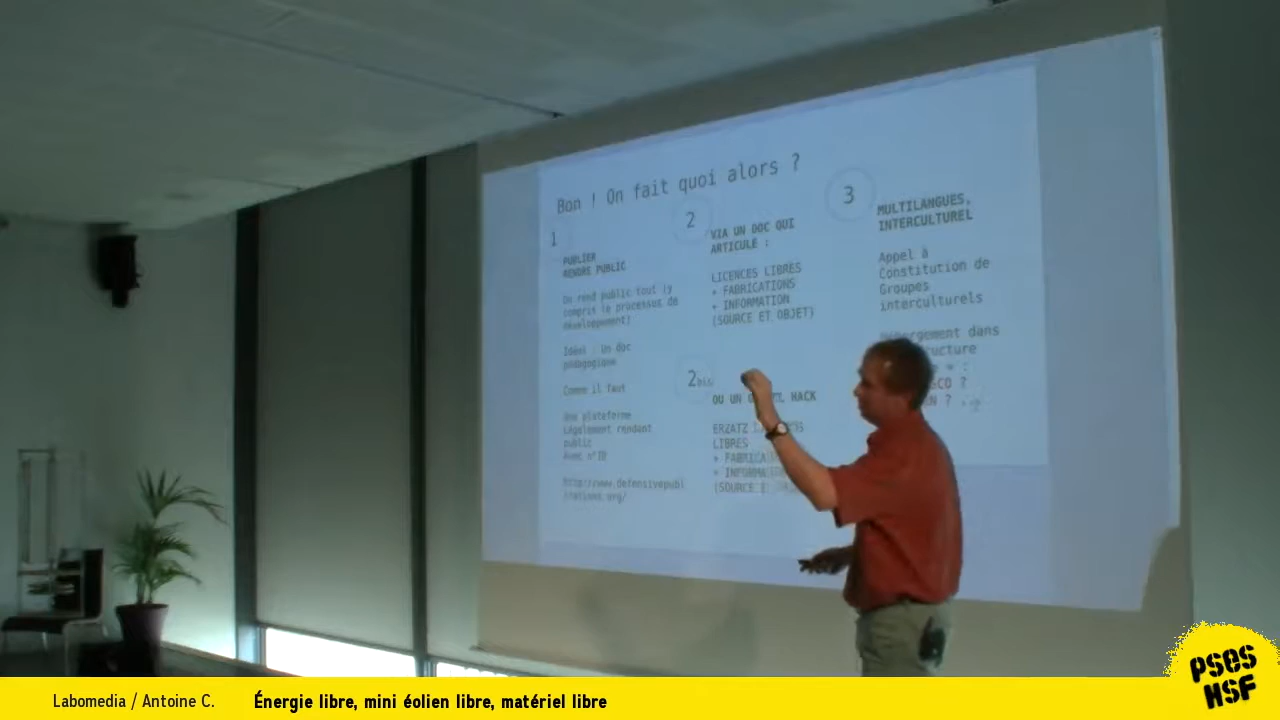 Bon ! On fait quoi alors ?
1
PUBLIER
RENDRE PUBLIC
On rend public tout (y
compris le processus de
développement)
Idéal : Un doc
pédagogique
Comme il faut
Une plateforme
Légalement rendant
public
Avec n°ID
http://www.defensivepubl
ications.org/
2
VIA UN DOC QUI
ARTICULE :
LICENCES LIBRES
+ FABRICATIONS
+ INFORMATION
(SOURCE ET OBJET)
2bis
OU UN HACK
ERZATZ
LIBRES
+ FABRICA
+ INFORMA
(SOURCE E
3
MULTILANGUES,
INTERCULTUREL
Appel à
Constitution de
Groupes
interculturels
dans
ructure
Labomedia / Antoine C.
Énergie libre, mini éolien libre, matériel libre
PSES
HSF